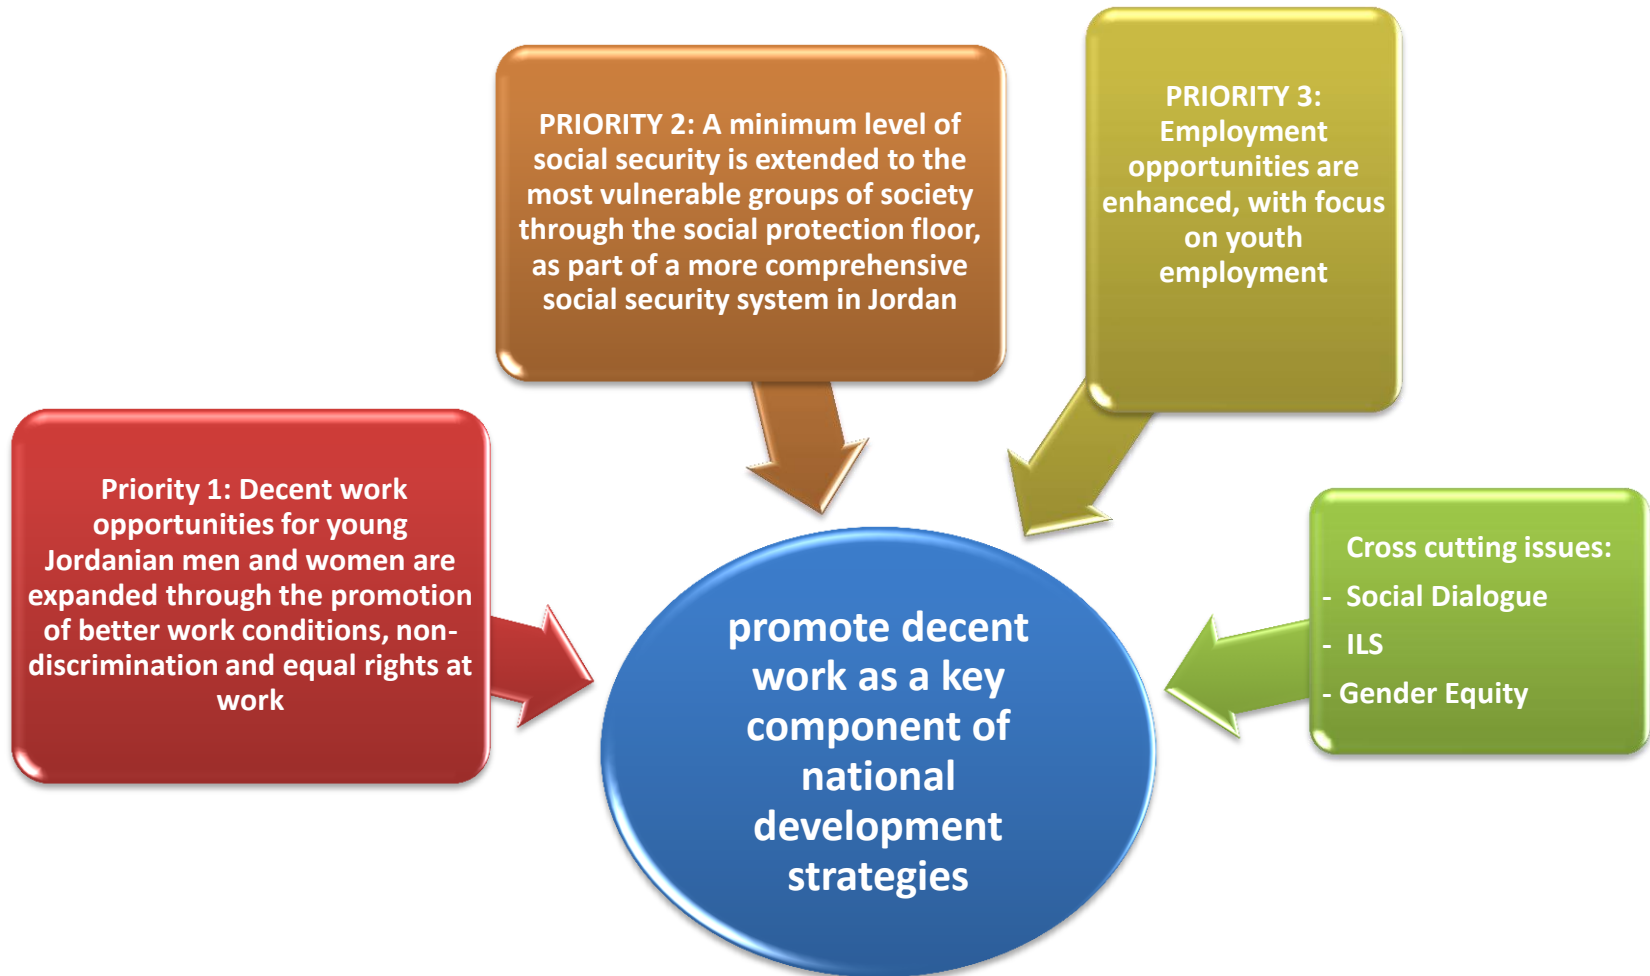 Priority 1: Decent work
opportunities for young
Jordanian men and women are
expanded through the promotion
of better work conditions, non-
discrimination and equal rights at
work
PRIORITY 2: A minimum level of
social security is extended to the
most vulnerable groups of society
through the social protection floor,
as part of a more comprehensive
social security system in Jordan
PRIORITY 3:
Employment
opportunities are
enhanced, with focus
on youth
employment
Cross cutting issues:
- Social Dialogue
- ILS
- Gender Equity
promote decent
work as a key
component of
national
development
strategies